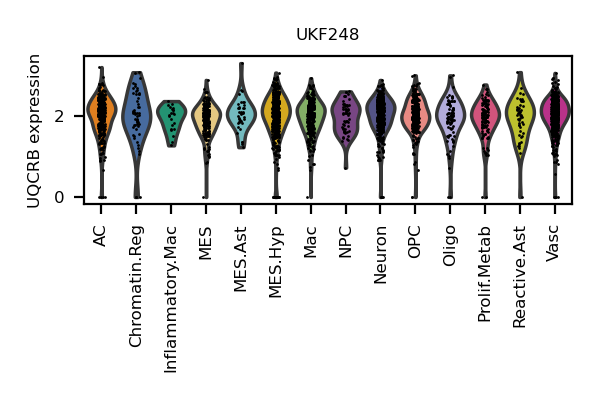 UKF248
UQCRB expression
2
0
AC
Chromatin.Reg
Inflammatory.Mac
MES
MES.Ast
MES.Hyp
Mac
NPC
Neuron
OPC
Oligo
Prolif.Metab
Reactive.Ast
Vasc